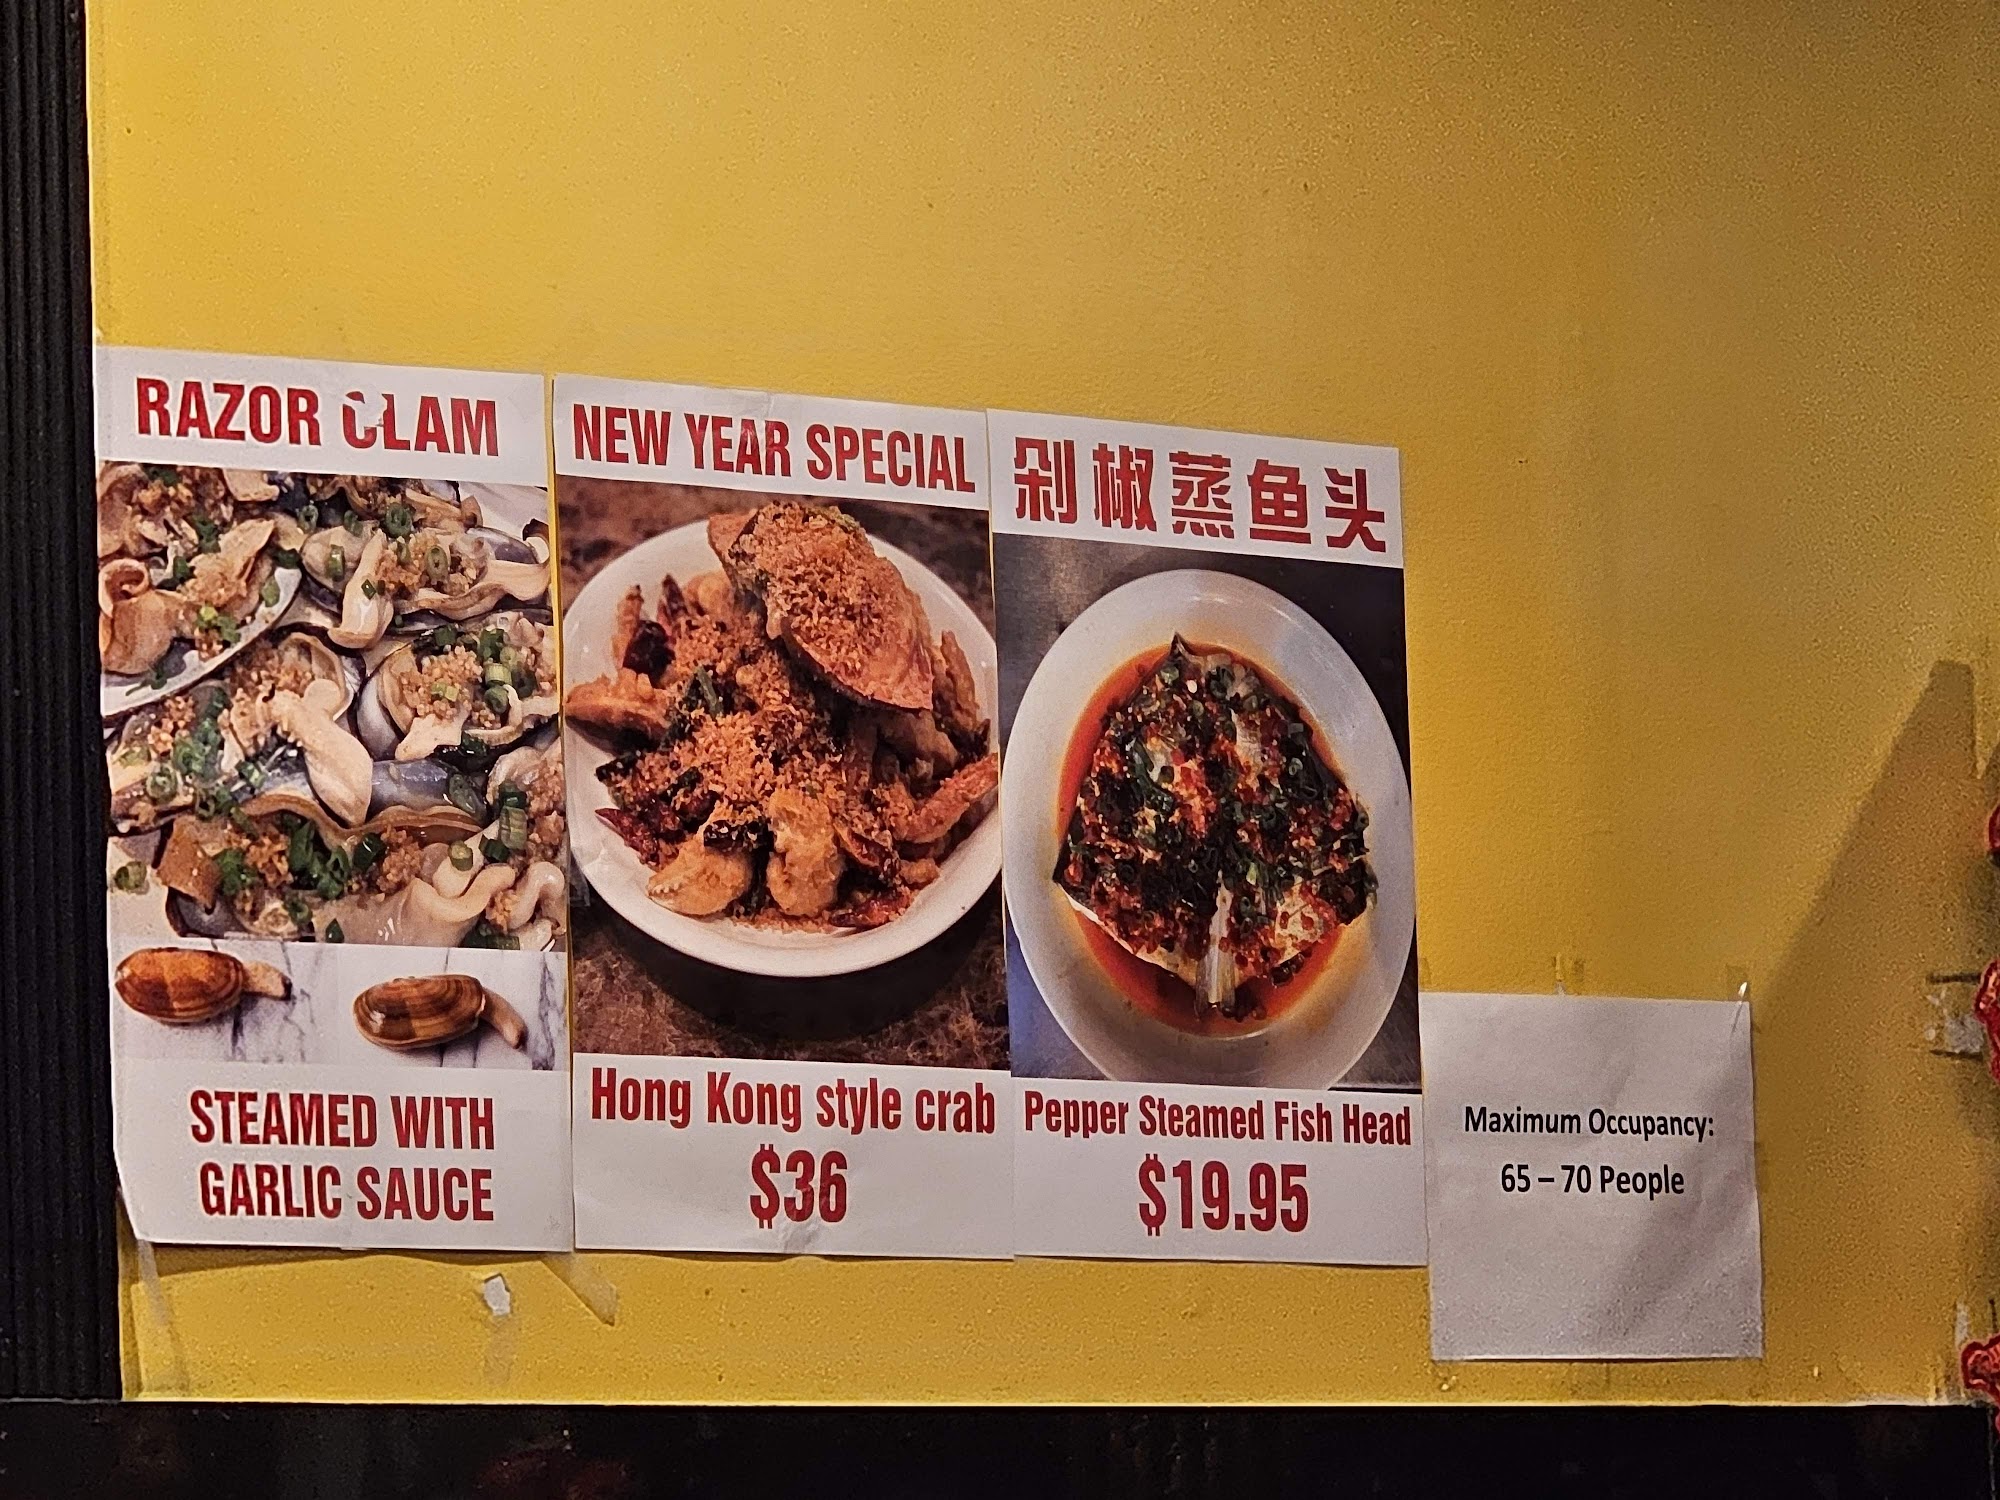 RAZOR CLAM
STEAMED WITH
GARLIC SAUCE
NEW YEAR SPECIAL
Hong Kong style crab
$36
剁椒蒸鱼头
Pepper Steamed Fish Head
$19.95
Maximum Occupancy:
65 – 70 People